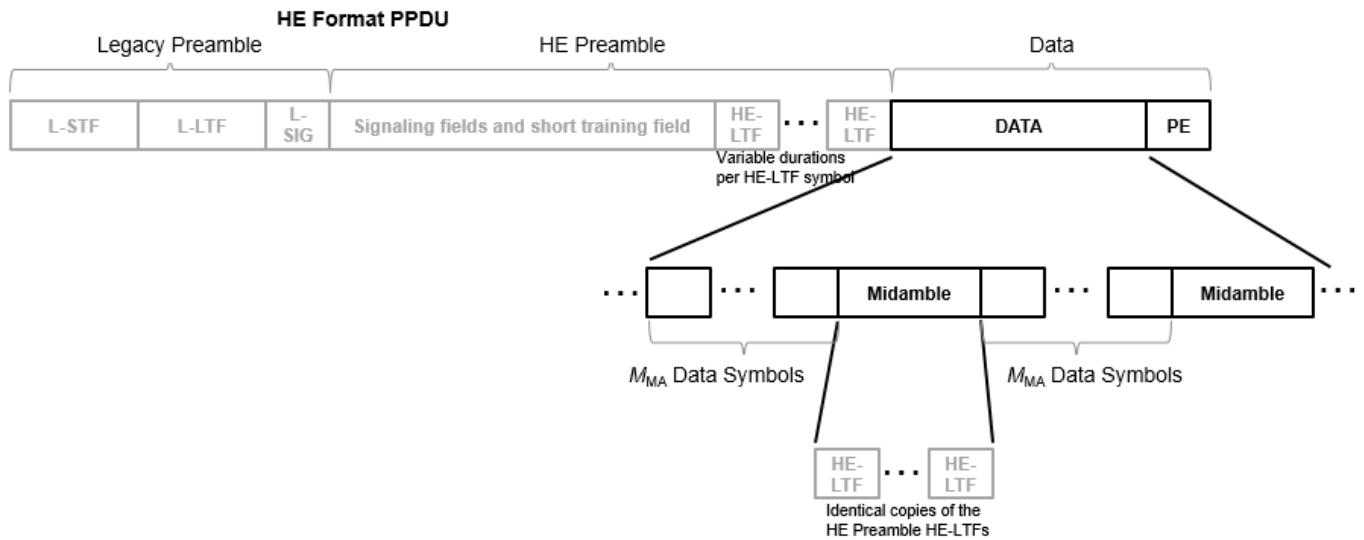 HE Format PPDU
Legacy Preamble HE Preamble Data
L-STF L-LTF L-
SIG Signaling fields and short training field HE-
LTF ··· HE-
LTF DATA PE
Variable durations
per HE-LTF symbol
··· ··· Midamble ··· Midamble ···
MMA Data Symbols MMA Data Symbols
HE-
LTF ··· HE-
LTF
Identical copies of the
HE Preamble HE-LTFs